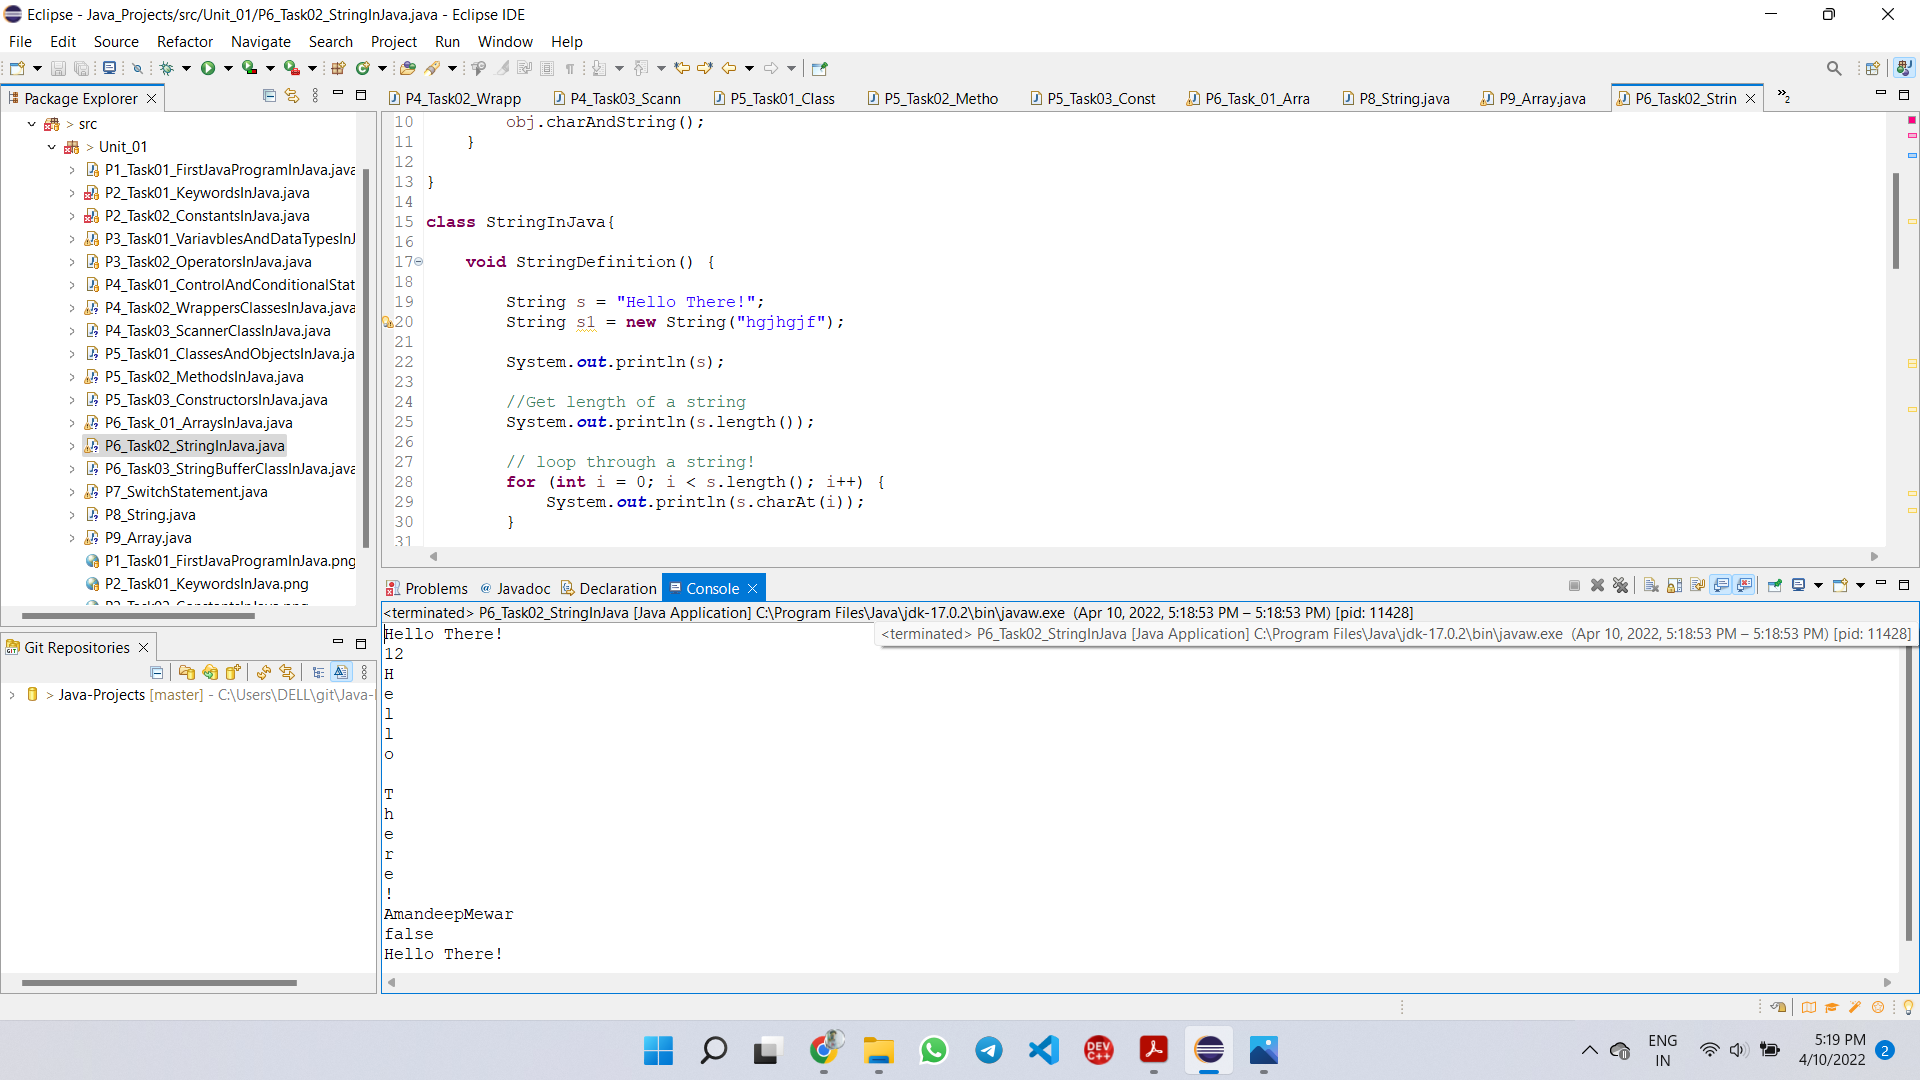 Eclipse - Java_Projects/src/Unit_01/P6_Task02_StringInJava.java - Eclipse IDE
File Edit Source Refactor Navigate Search Project Run Window Help
Package Explorer
P4_Task02_Wrapp P4_Task03_Scann P5_Task01_Class P5_Task02_Metho P5_Task03_Const P6_Task_01_Arra P8_String.java P9_Array.java P6_Task02_Strin »2
> src
> Unit_01
P1_Task01_FirstJavaProgramInJava.java
P2_Task01_KeywordsInJava.java
P2_Task02_ConstantsInJava.java
P3_Task01_VariavblesAndDataTypesInJ
P3_Task02_OperatorsInJava.java
P4_Task01_ControlAndConditionalStat
P4_Task02_WrappersClassesInJava.java
P4_Task03_ScannerClassInJava.java
P5_Task01_ClassesAndObjectsInJava.ja
P5_Task02_MethodsInJava.java
P5_Task03_ConstructorsInJava.java
P6_Task_01_ArraysInJava.java
P6_Task02_StringInJava.java
P6_Task03_StringBufferClassInJava.java
P7_SwitchStatement.java
P8_String.java
P9_Array.java
P1_Task01_FirstJavaProgramInJava.png
P2_Task01_KeywordsInJava.png
10 obj.charAndString();
11 }
12
13 }
14
15 class StringInJava{
16
17 void StringDefinition() {
18
19 String s = "Hello There!";
20 String s1 = new String("hgjhgjf");
21
22 System.out.println(s);
23
24 //Get length of a string
25 System.out.println(s.length());
26
27 // loop through a string!
28 for (int i = 0; i < s.length(); i++) {
29 System.out.println(s.charAt(i));
30 }
31
Git Repositories
> Java-Projects [master] - C:\Users\DELL\git\Java-
Problems @ Javadoc Declaration Console
<terminated> P6_Task02_StringInJava [Java Application] C:\Program Files\Java\jdk-17.0.2\bin\javaw.exe (Apr 10, 2022, 5:18:53 PM – 5:18:53 PM) [pid: 11428]
<terminated> P6_Task02_StringInJava [Java Application] C:\Program Files\Java\jdk-17.0.2\bin\javaw.exe (Apr 10, 2022, 5:18:53 PM – 5:18:53 PM) [pid: 11428]
Hello There!
12
H
e
l
l
o
T
h
e
r
e
!
AmandeepMewar
false
Hello There!
DEV C++
ENG
IN
5:19 PM
4/10/2022
2